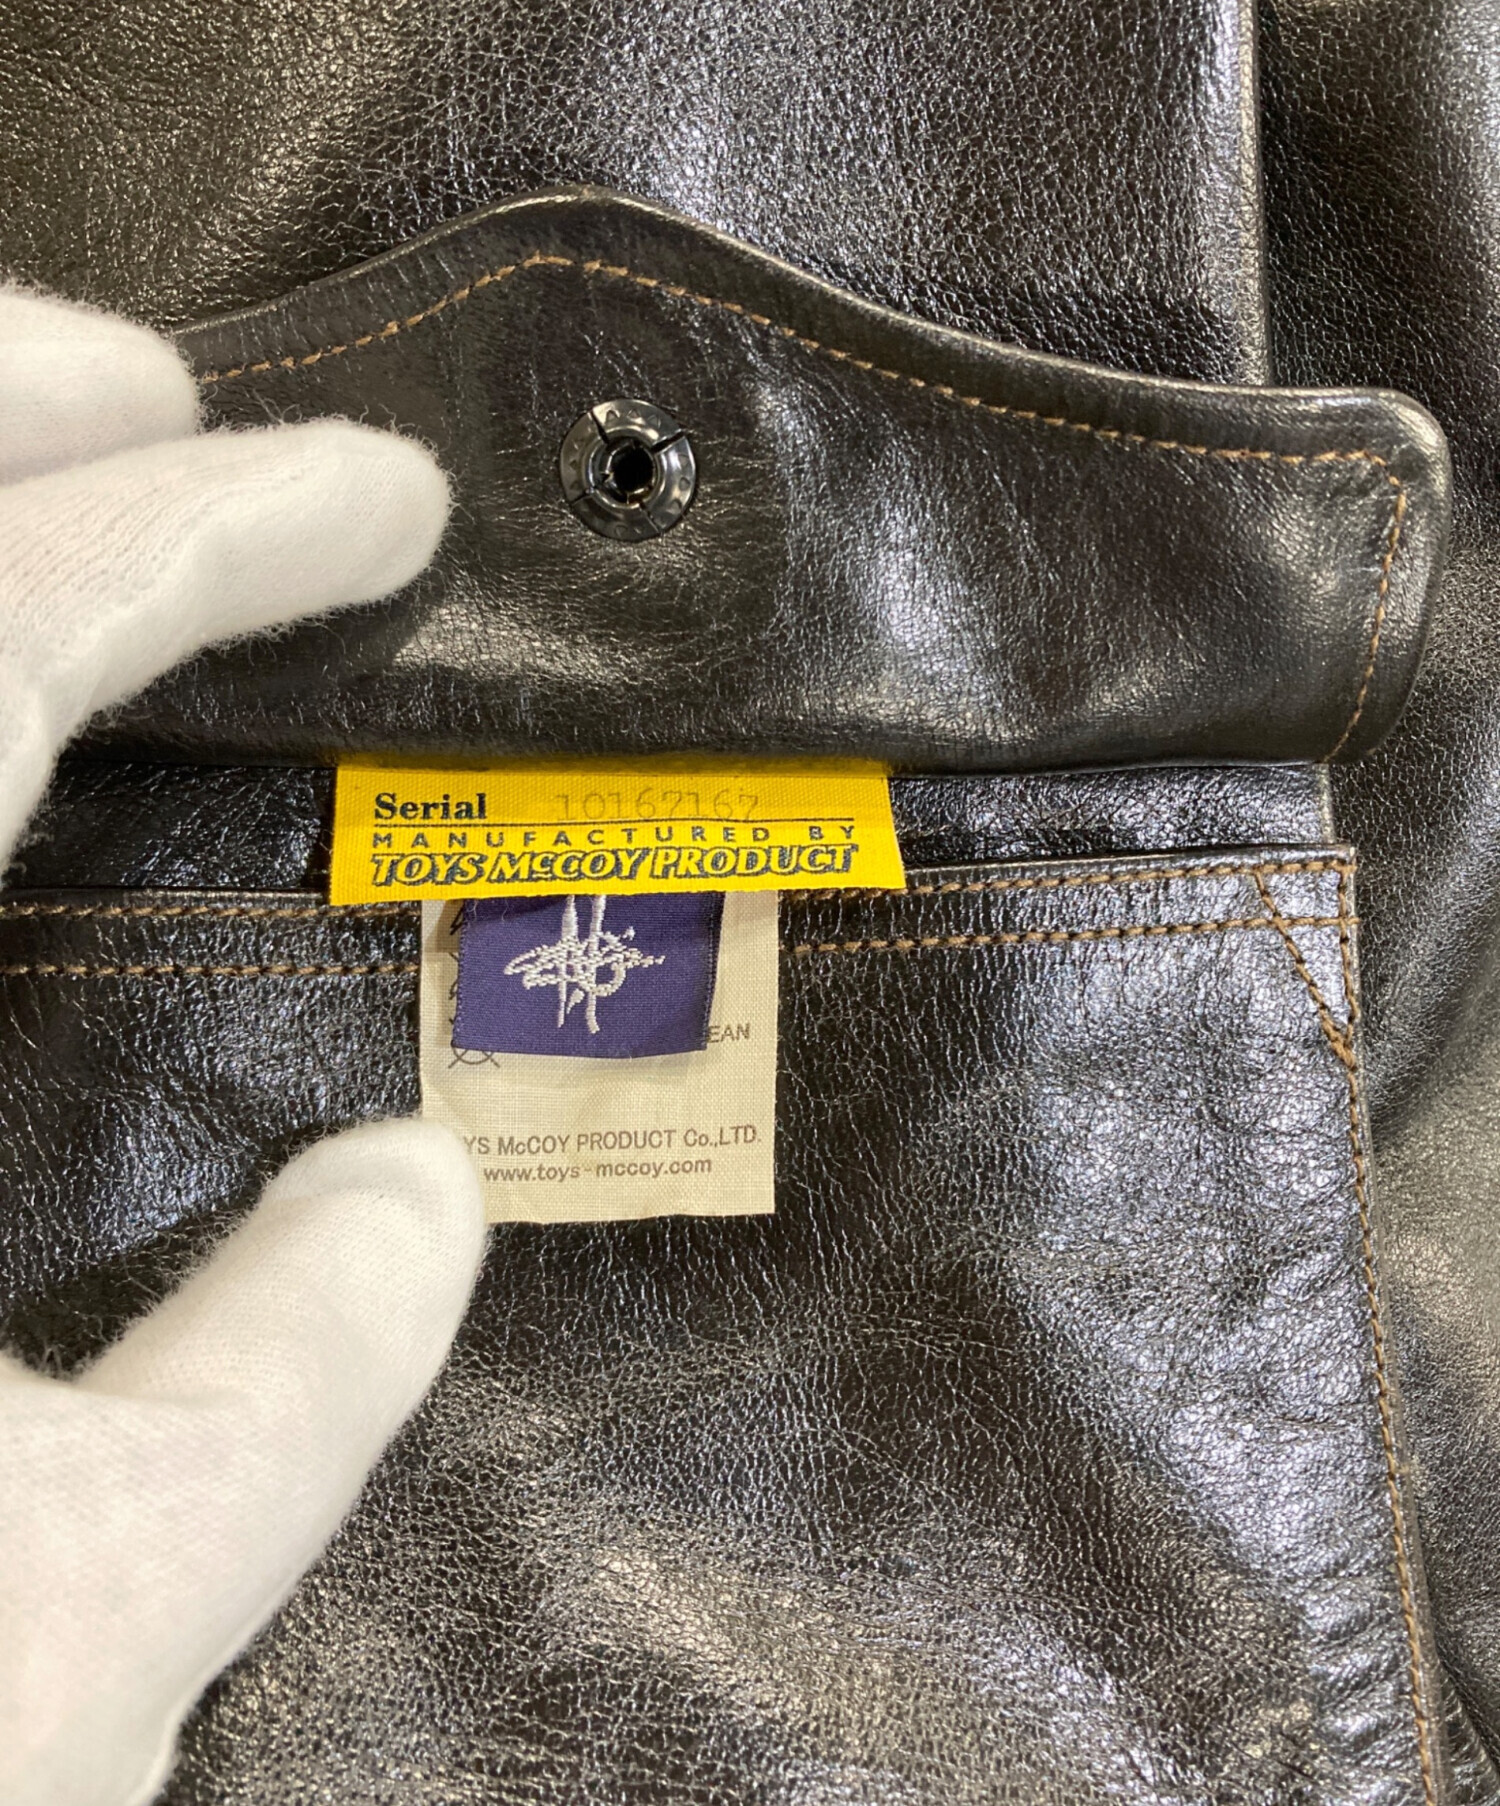 Serial 10167167
MANUFACTURED BY
TOYS McCOY PRODUCT
EAN
YS McCOY PRODUCT Co.,LTD.
www.toys-mccoy.com